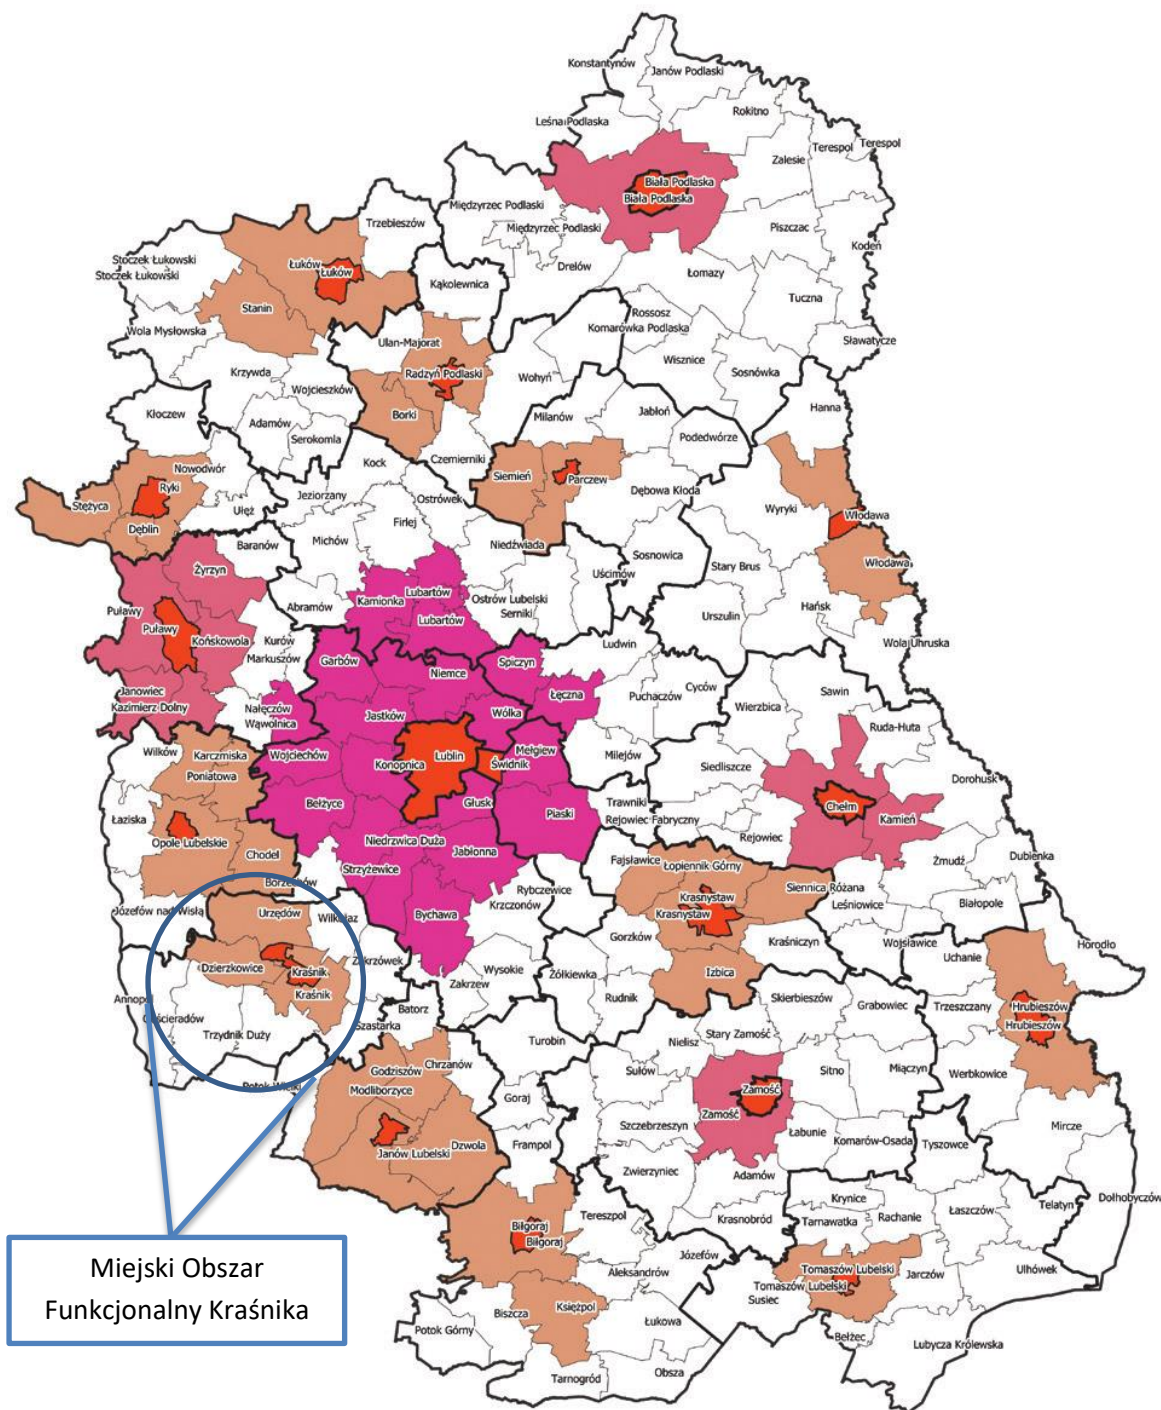 Konstantynów
Janów Podlaski
Rokitno
Leśna Podlaska
Terespol
Terespol
Zalesie
Biała Podlaska
Biała Podlaska
Międzyrzec Podlaski
Trzebieszów
Międzyrzec Podlaski
Piszczac
Kodeń
Stoczek Łukowski
Stoczek Łukowski
Łuków
Łuków
Drelów
Łomazy
Kąkolewnica
Tuczna
Stanin
Rossosz
Komarówka Podlaska
Wola Mysłowska
Sławatycze
Ulan-Majorat
Wisznice
Sosnówka
Krzywda
Radzyń Podlaski
Wohyń
Wojcieszków
Hanna
Kłoczew
Borki
Milanów
Jabłoń
Adamów
Serokomla
Podedwórze
Czemierniki
Kock
Nowodwór
Siemień
Parczew
Ryki
Jeziorzany
Ostrówek
Dębowa Kłoda
Stężyca
Ułęż
Wyryki
Włodawa
Dęblin
Firlej
Michów
Baranów
Niedźwiada
Sosnowica
Stary Brus
Włodawa
Żyrzyn
Uścimów
Lubartów
Kamionka
Ostrów Lubelski
Abramów
Puławy
Hańsk
Serniki
Lubartów
Urszulin
Puławy
Końskowola
Kurów
Ludwin
Wola Uhruska
Markuszów
Garbów
Spiczyn
Niemce
Janowiec
Łęczna
Cyców
Puchaczów
Sawin
Kazimierz Dolny
Nałęczów
Jastków
Wólka
Wierzbica
Wąwolnica
Ruda-Huta
Wilków
Karczmiska
Wojciechów
Lublin
Mełgiew
Milejów
Siedliszcze
Dorohusk
Poniatowa
Konopnica
Świdnik
Bełżyce
Głusk
Chełm
Łaziska
Piaski
Trawniki
Kamień
Rejowiec Fabryczny
Opole Lubelskie
Niedrzwica Duża
Rejowiec
Chodel
Jabłonna
Dubienka
Strzyżewice
Fajsławice
Łopiennik Górny
Żmudź
Borzechów
Rybczewice
Siennica Różana
Józefów nad Wisłą
Urzędów
Wilkołaz
Bychawa
Krzczonów
Krasnystaw
Krasnystaw
Leśniowice
Białopole
Gorzków
Kraśniczyn
Wojsławice
Horodło
Zakrzówek
Uchanie
Dzierzkowice
Kraśnik
Wysokie
Żółkiewka
Izbica
Kraśnik
Zakrzew
Annopol
Rudnik
Skierbieszów
Grabowiec
Trzeszczany
Hrubieszów
Batorz
Gościeradów
Szastarka
Hrubieszów
Trzydnik Duży
Turobin
Stary Zamość
Nielisz
Chrzanów
Godziszów
Sułów
Sitno
Miączyn
Werbkowice
Potok Wielki
Modliborzyce
Goraj
Zamość
Zamość
Szczebrzeszyn
Łabunie
Mircze
Dzwola
Frampol
Komarów-Osada
Tyszowce
Janów Lubelski
Zwierzyniec
Adamów
Krynice
Dołhobyczów
Tereszpol
Krasnobród
Rachanie
Łaszczów
Telatyn
Biłgoraj
Tarnawatka
Biłgoraj
Józefów
Miejski Obszar
Funkcjonalny Kraśnika
Aleksandrów
Tomaszów Lubelski
Jarczów
Ulhówek
Tomaszów Lubelski
Susiec
Księżpol
Biszcza
Łukowa
Potok Górny
Bełżec
Lubycza Królewska
Obsza
Tarnogród